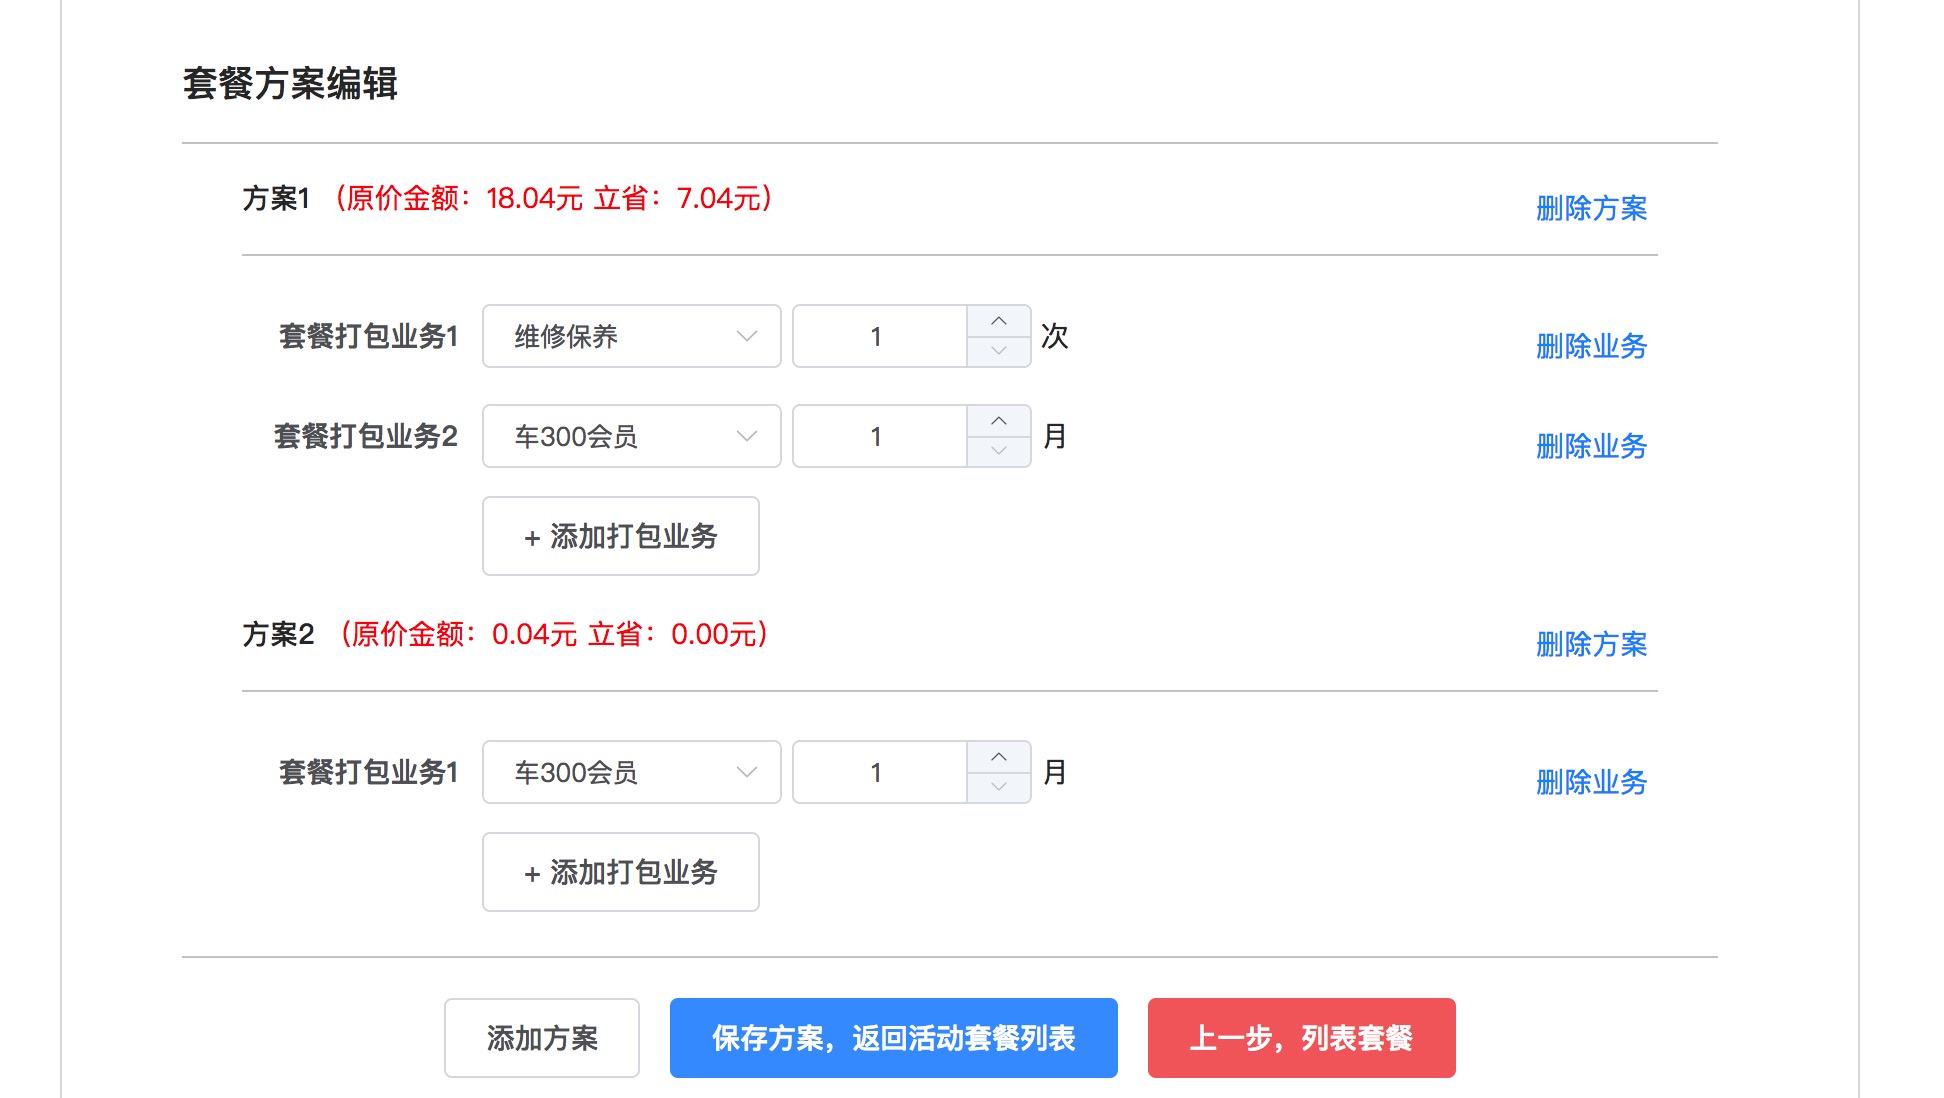 套餐方案编辑
方案1 （原价金额：18.04元 立省：7.04元） 删除方案
套餐打包业务1 维修保养 1 次 删除业务
套餐打包业务2 车300会员 1 月 删除业务
+ 添加打包业务
方案2 （原价金额：0.04元 立省：0.00元） 删除方案
套餐打包业务1 车300会员 1 月 删除业务
+ 添加打包业务
添加方案 保存方案，返回活动套餐列表 上一步，列表套餐